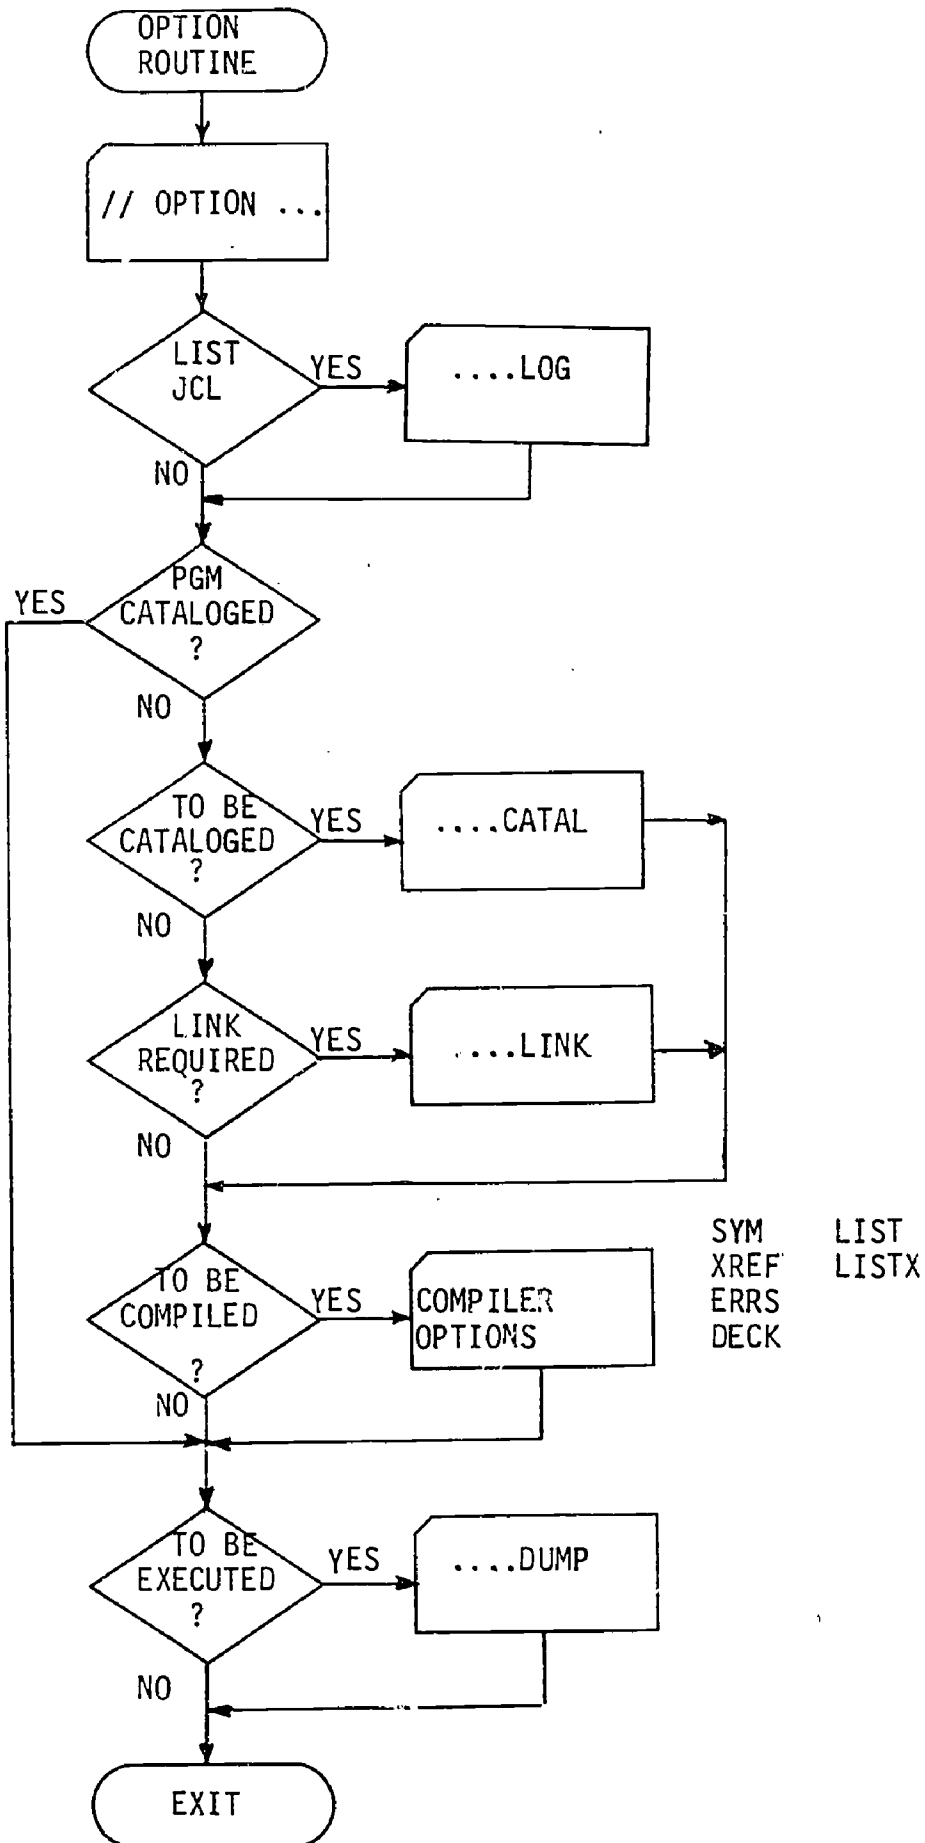 OPTION
ROUTINE
// OPTION ...
LIST
JCL
YES
....LOG
NO
PGM
CATALOGED
?
YES
NO
TO BE
CATALOGED
?
YES
....CATAL
NO
LINK
REQUIRED
?
YES
....LINK
NO
TO BE
COMPILED
?
YES
COMPILER
OPTIONS
SYM LIST
XREF LISTX
ERRS
DECK
NO
TO BE
EXECUTED
?
YES
....DUMP
NO
EXIT